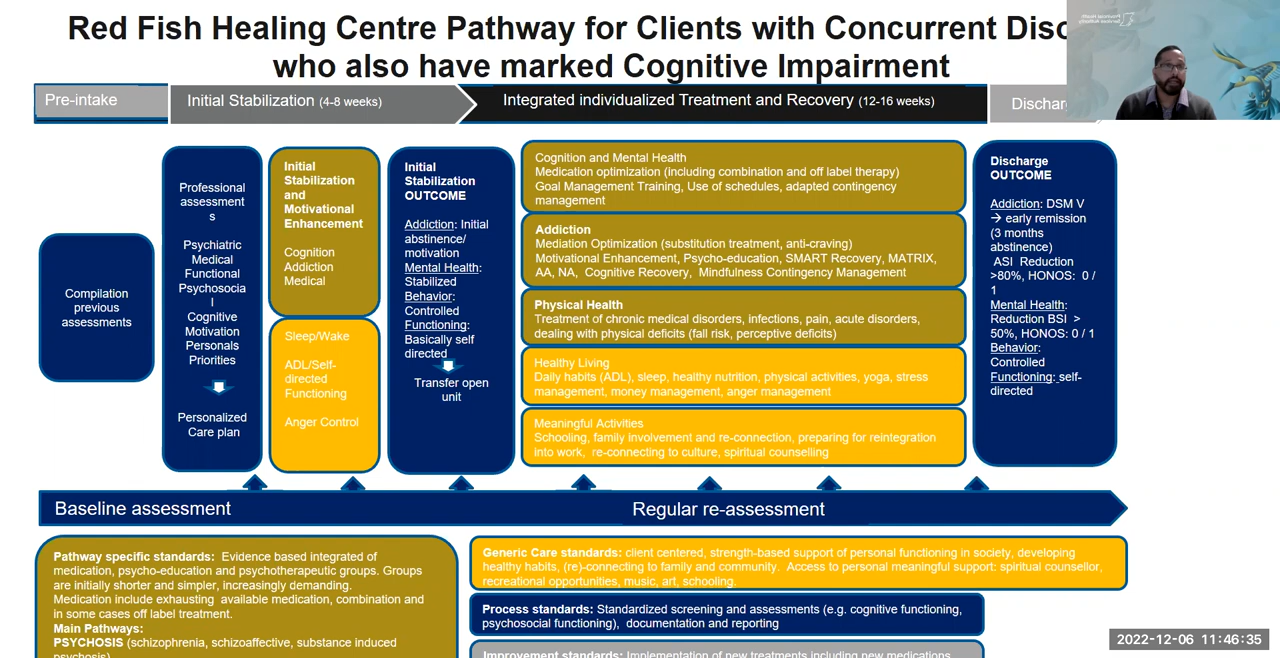 Red Fish Healing Centre Pathway for Clients with Concurrent Diso
who also have marked Cognitive Impairment
Pre-intake
Initial Stabilization (4-8 weeks)
Integrated individualized Treatment and Recovery (12-16 weeks)
Discharg
Compilation
previous
assessments
Professional
assessment
s
Psychiatric
Medical
Functional
Psychosocia
l
Cognitive
Motivation
Personals
Priorities
Personalized
Care plan
Initial
Stabilization
and
Motivational
Enhancement
Cognition
Addiction
Medical
Sleep/Wake
ADL/Self-
directed
Functioning
Anger Control
Initial
Stabilization
OUTCOME
Addiction: Initial
abstinence/
motivation
Mental Health:
Stabilized
Behavior:
Controlled
Functioning:
Basically self
directed
Transfer open
unit
Cognition and Mental Health
Medication optimization (including combination and off label therapy)
Goal Management Training, Use of schedules, adapted contingency
management
Addiction
Mediation Optimization (substitution treatment, anti-craving)
Motivational Enhancement, Psycho-education, SMART Recovery, MATRIX,
AA, NA, Cognitive Recovery, Mindfulness Contingency Management
Physical Health
Treatment of chronic medical disorders, infections, pain, acute disorders,
dealing with physical deficits (fall risk, perceptive deficits)
Healthy Living
Daily habits (ADL), sleep, healthy nutrition, physical activities, yoga, stress
management, money management, anger management
Meaningful Activities
Schooling, family involvement and re-connection, preparing for reintegration
into work, re-connecting to culture, spiritual counselling
Discharge
OUTCOME
Addiction: DSM V
→ early remission
(3 months
abstinence)
ASI Reduction
>80%, HONOS: 0 /
1
Mental Health:
Reduction BSI >
50%, HONOS: 0 / 1
Behavior:
Controlled
Functioning: self-
directed
Baseline assessment
Regular re-assessment
Pathway specific standards: Evidence based integrated of
medication, psycho-education and psychotherapeutic groups. Groups
are initially shorter and simpler, increasingly demanding.
Medication include exhausting available medication, combination and
in some cases off label treatment.
Main Pathways:
PSYCHOSIS (schizophrenia, schizoaffective, substance induced
psychosis)
Generic Care standards: client centered, strength-based support of personal functioning in society, developing
healthy habits, (re)-connecting to family and community. Access to personal meaningful support: spiritual counsellor,
recreational opportunities, music, art, schooling.
Process standards: Standardized screening and assessments (e.g. cognitive functioning,
psychosocial functioning), documentation and reporting
Improvement standards: Implementation of new treatments including new medications
2022-12-06 11:46:35